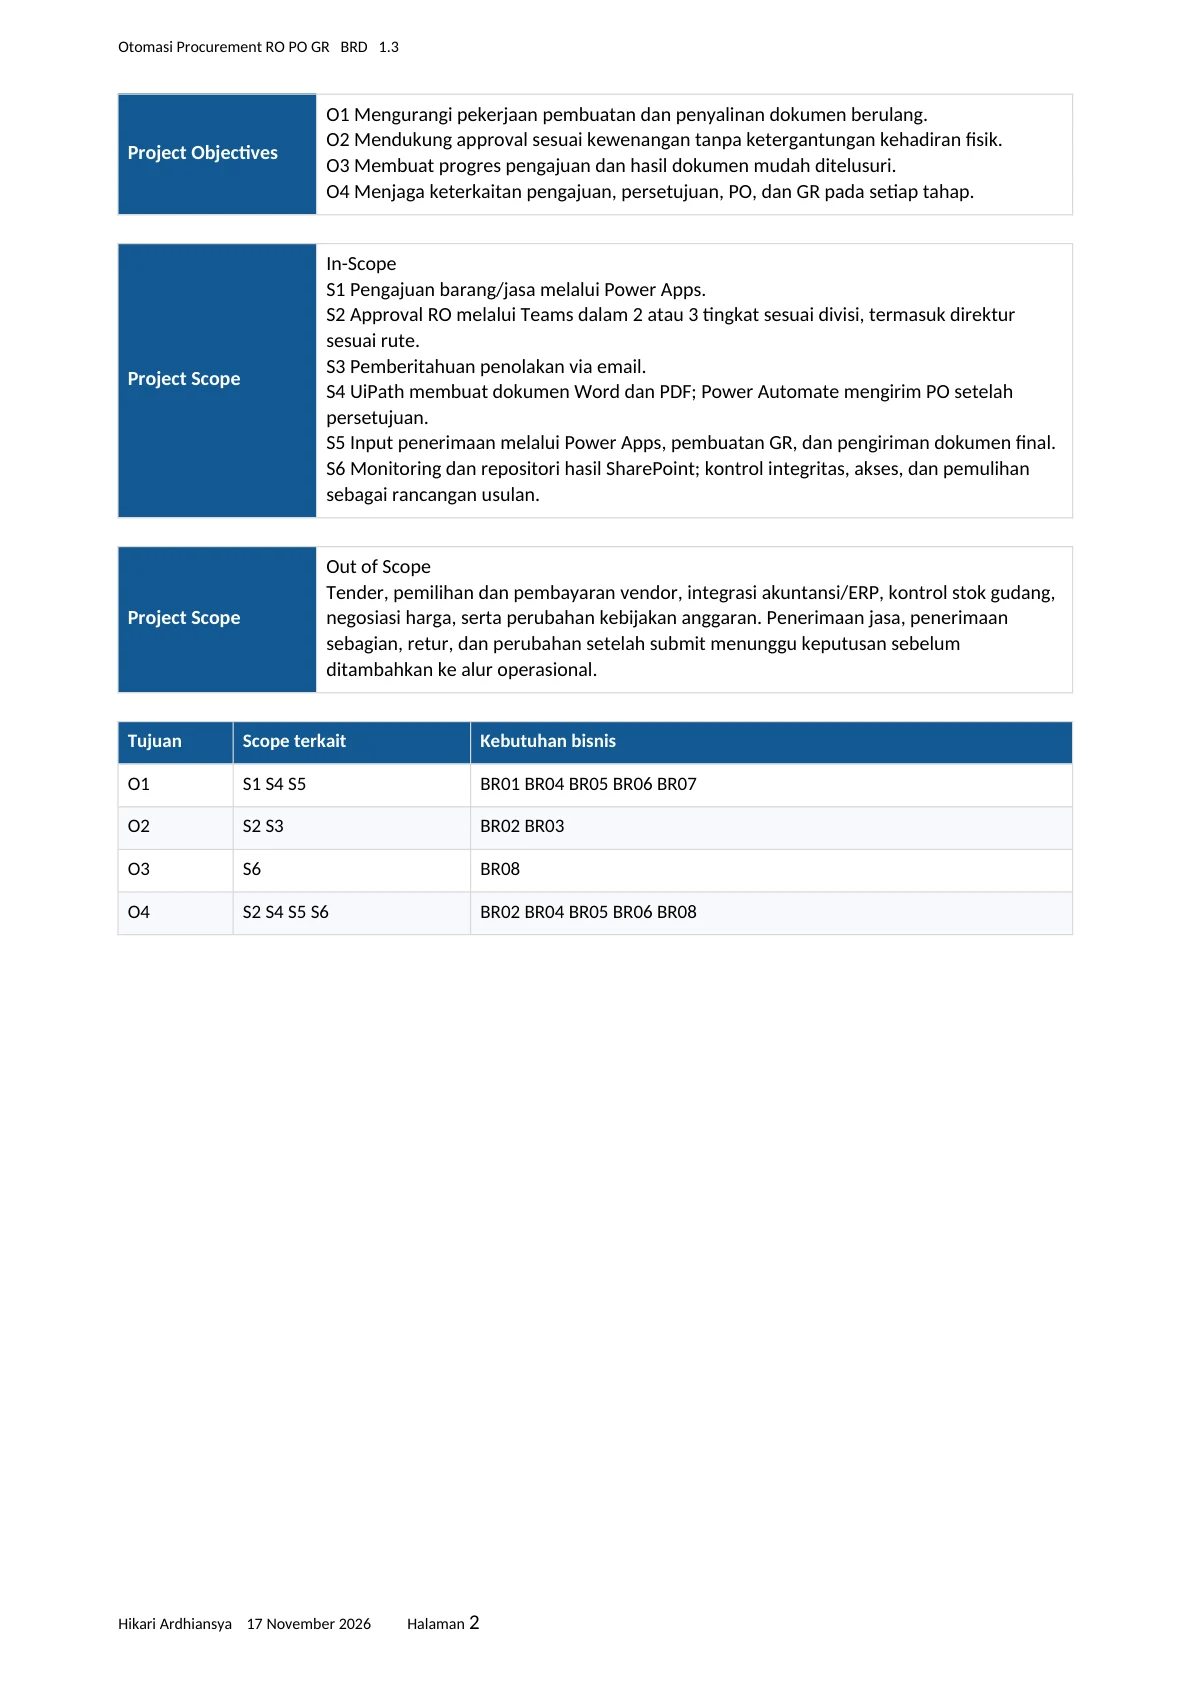 Otomasi Procurement RO PO GR BRD 1.3
Project Objectives
O1 Mengurangi pekerjaan pembuatan dan penyalinan dokumen berulang.
O2 Mendukung approval sesuai kewenangan tanpa ketergantungan kehadiran fisik.
O3 Membuat progres pengajuan dan hasil dokumen mudah ditelusuri.
O4 Menjaga keterkaitan pengajuan, persetujuan, PO, dan GR pada setiap tahap.
Project Scope
In-Scope
S1 Pengajuan barang/jasa melalui Power Apps.
S2 Approval RO melalui Teams dalam 2 atau 3 tingkat sesuai divisi, termasuk direktur
sesuai rute.
S3 Pemberitahuan penolakan via email.
S4 UiPath membuat dokumen Word dan PDF; Power Automate mengirim PO setelah
persetujuan.
S5 Input penerimaan melalui Power Apps, pembuatan GR, dan pengiriman dokumen final.
S6 Monitoring dan repositori hasil SharePoint; kontrol integritas, akses, dan pemulihan
sebagai rancangan usulan.
Project Scope
Out of Scope
Tender, pemilihan dan pembayaran vendor, integrasi akuntansi/ERP, kontrol stok gudang,
negosiasi harga, serta perubahan kebijakan anggaran. Penerimaan jasa, penerimaan
sebagian, retur, dan perubahan setelah submit menunggu keputusan sebelum
ditambahkan ke alur operasional.
Tujuan Scope terkait Kebutuhan bisnis
O1 S1 S4 S5 BR01 BR04 BR05 BR06 BR07
O2 S2 S3 BR02 BR03
O3 S6 BR08
O4 S2 S4 S5 S6 BR02 BR04 BR05 BR06 BR08
Hikari Ardhiansya 17 November 2026 Halaman 2